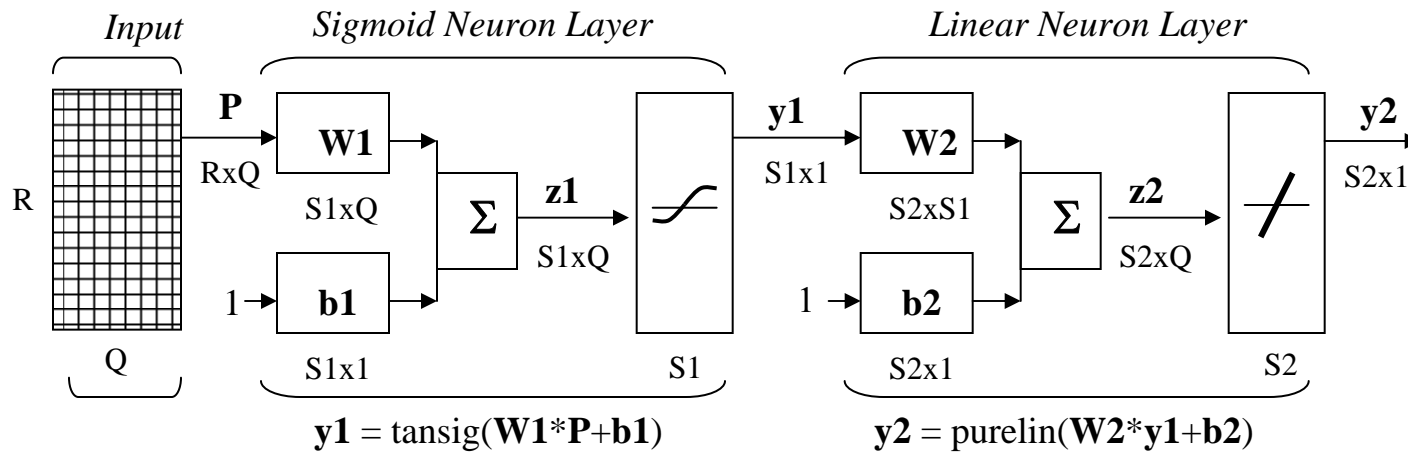 Input
Sigmoid Neuron Layer
Linear Neuron Layer
P
RxQ
R
Q
W1
S1xQ
1
b1
S1x1
Σ
z1
S1xQ
S1
y1
S1x1
W2
S2xS1
1
b2
S2x1
Σ
z2
S2xQ
S2
y2
S2x1
y1 = tansig(W1*P+b1)
y2 = purelin(W2*y1+b2)